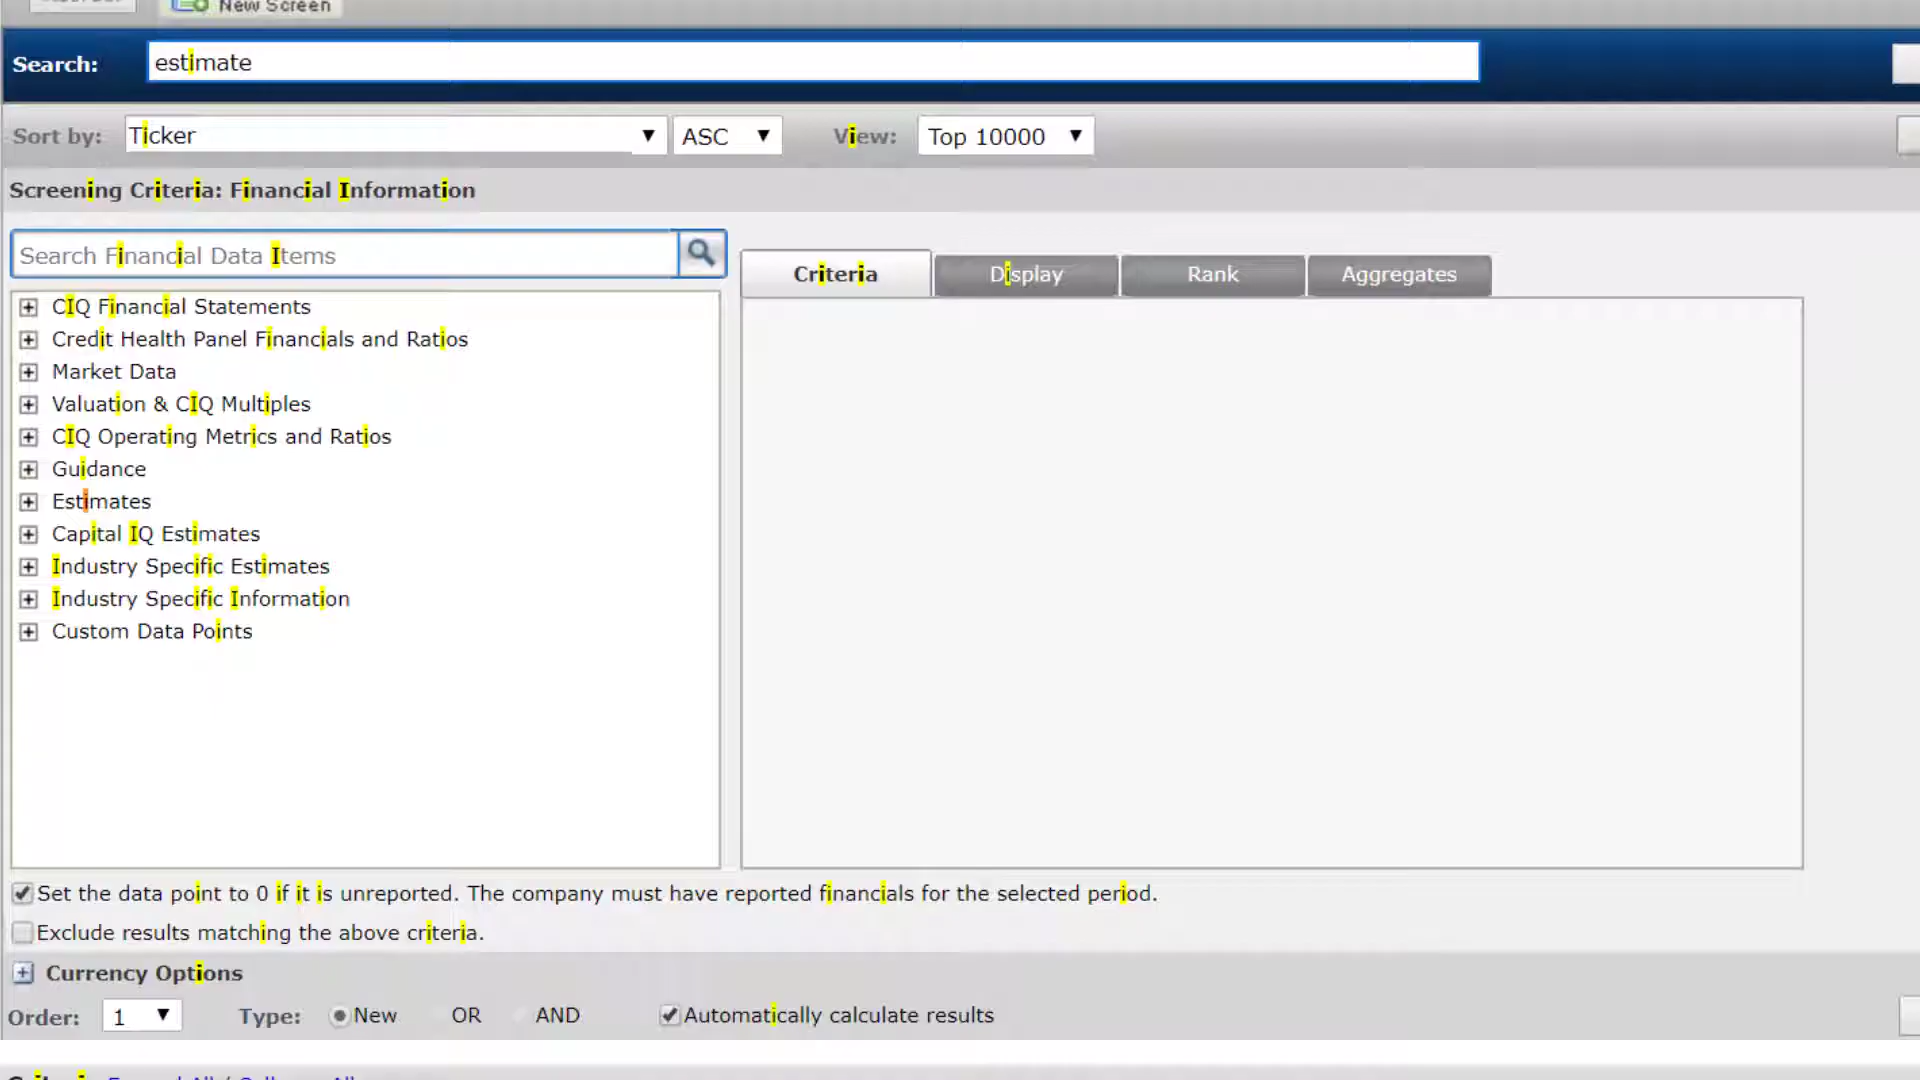 New Screen
Search: estimate
Sort by: Ticker ASC View: Top 10000
Screening Criteria: Financial Information
Search Financial Data Items
Criteria Display Rank Aggregates
CIQ Financial Statements
Credit Health Panel Financials and Ratios
Market Data
Valuation & CIQ Multiples
CIQ Operating Metrics and Ratios
Guidance
Estimates
Capital IQ Estimates
Industry Specific Estimates
Industry Specific Information
Custom Data Points
Set the data point to 0 if it is unreported. The company must have reported financials for the selected period.
Exclude results matching the above criteria.
Currency Options
Order: 1 Type: New OR AND Automatically calculate results